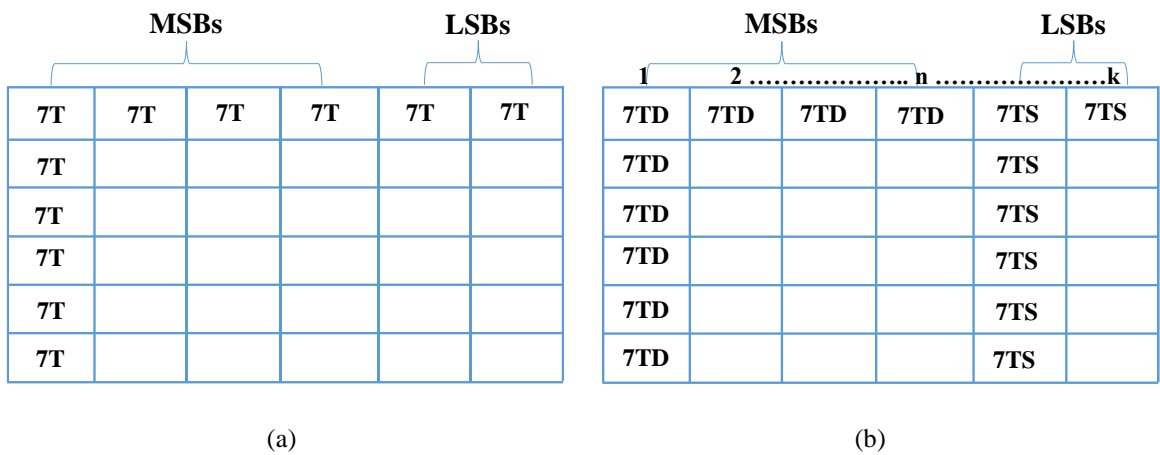 MSBs LSBs
7T 7T 7T 7T 7T 7T
7T
7T
7T
7T
7T
(a)
MSBs LSBs
1 2 ……………….. n …………………k
7TD 7TD 7TD 7TD 7TS 7TS
7TD 7TS
7TD 7TS
7TD 7TS
7TD 7TS
7TD 7TS
(b)